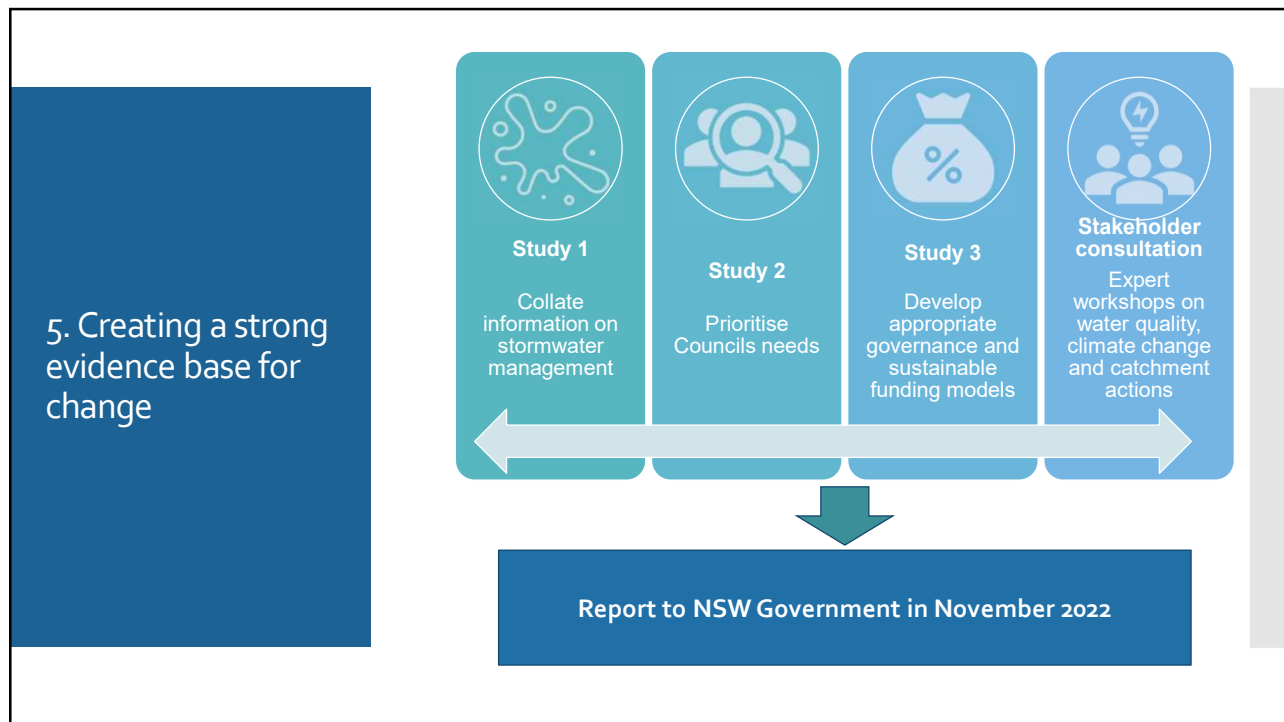 5. Creating a strong
evidence base for
change
Study 1
Collate
information on
stormwater
management
Study 2
Prioritise
Councils needs
%
Study 3
Develop
appropriate
governance and
sustainable
funding models
Stakeholder
consultation
Expert
workshops on
water quality,
climate change
and catchment
actions
Report to NSW Government in November 2022